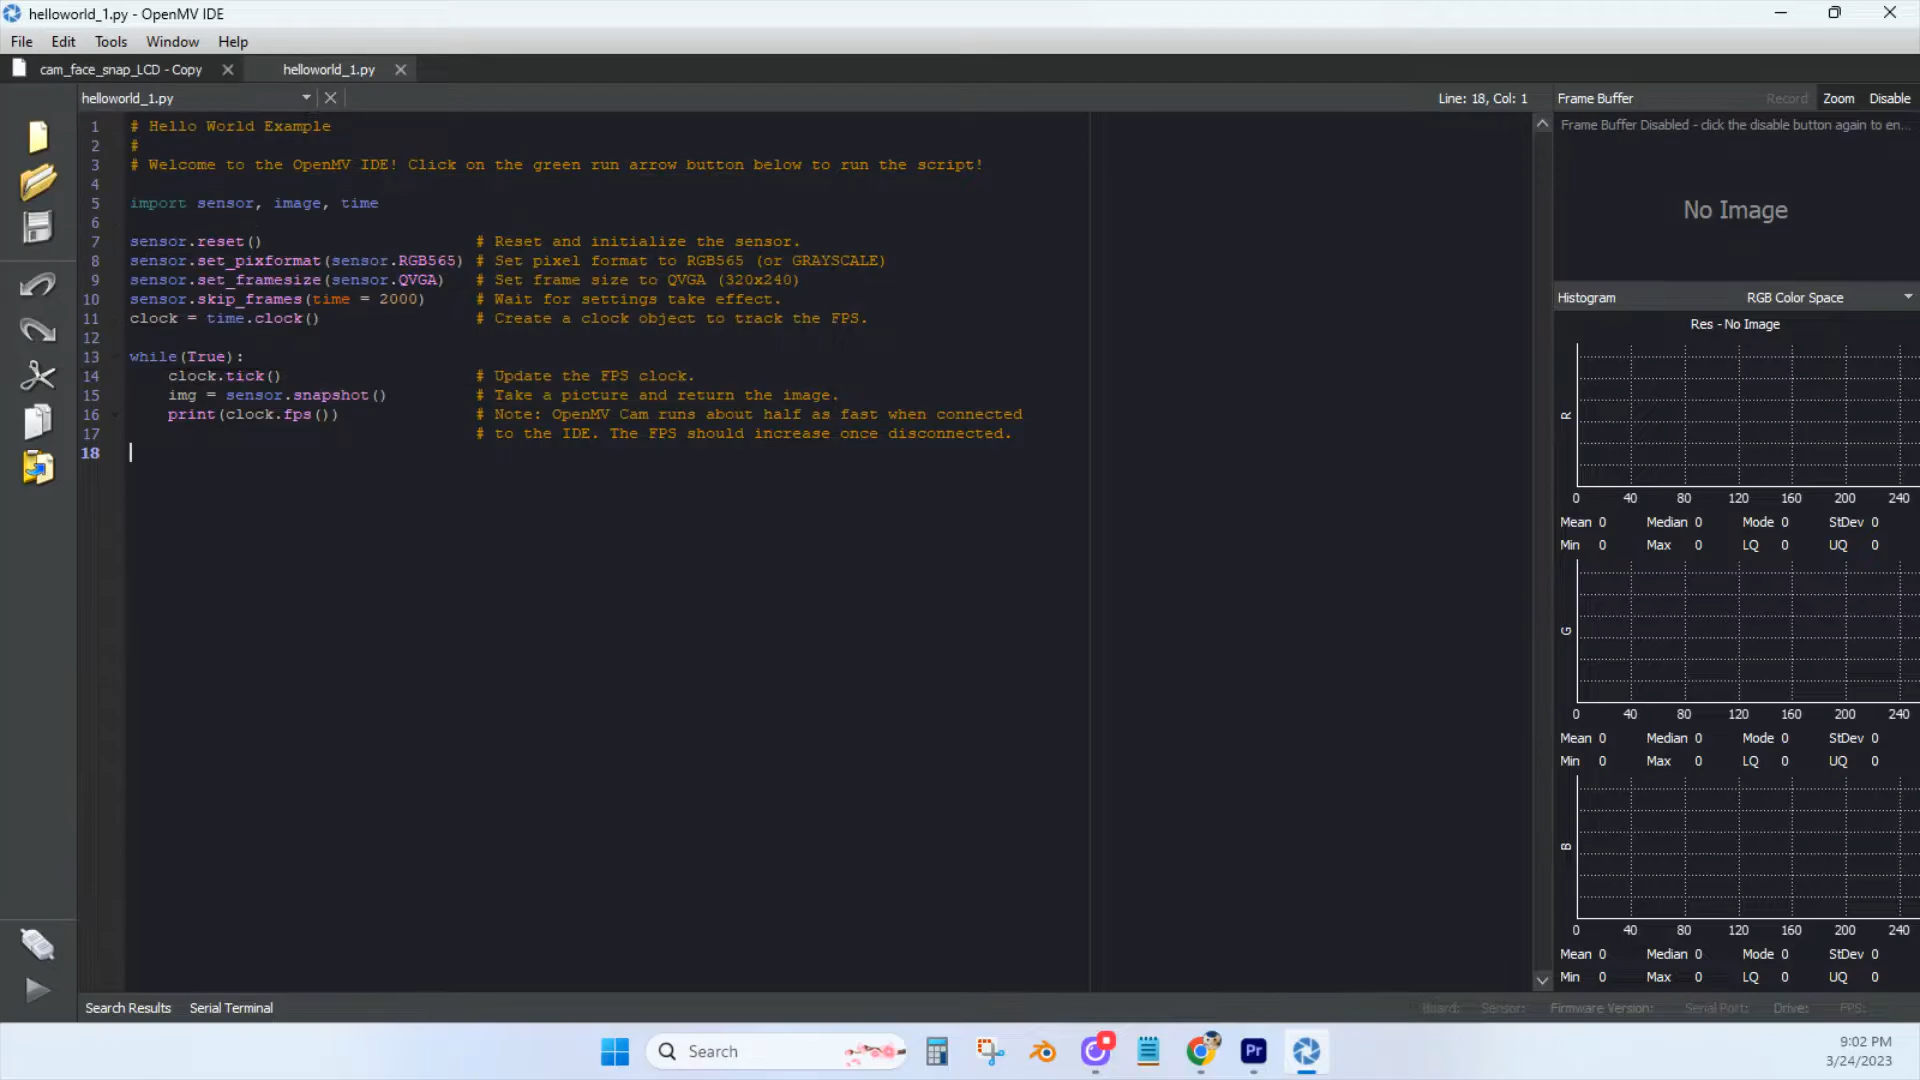 helloworld_1.py - OpenMV IDE
File Edit Tools Window Help
cam_face_snap_LCD - Copy helloworld_1.py
helloworld_1.py Line: 18, Col: 1 Frame Buffer Record Zoom Disable
Frame Buffer Disabled - click the disable button again to en...
No Image
1 # Hello World Example
2 #
3 # Welcome to the OpenMV IDE! Click on the green run arrow button below to run the script!
4
5 import sensor, image, time
6
7 sensor.reset() # Reset and initialize the sensor.
8 sensor.set_pixformat(sensor.RGB565) # Set pixel format to RGB565 (or GRAYSCALE)
9 sensor.set_framesize(sensor.QVGA) # Set frame size to QVGA (320x240)
10 sensor.skip_frames(time = 2000) # Wait for settings take effect.
11 clock = time.clock() # Create a clock object to track the FPS.
12
13 while(True):
14 clock.tick() # Update the FPS clock.
15 img = sensor.snapshot() # Take a picture and return the image.
16 print(clock.fps()) # Note: OpenMV Cam runs about half as fast when connected
17 # to the IDE. The FPS should increase once disconnected.
18
Histogram RGB Color Space
Res - No Image
R
0 40 80 120 160 200 240
Mean 0 Median 0 Mode 0 StDev 0
Min 0 Max 0 LQ 0 UQ 0
G
0 40 80 120 160 200 240
Mean 0 Median 0 Mode 0 StDev 0
Min 0 Max 0 LQ 0 UQ 0
B
0 40 80 120 160 200 240
Mean 0 Median 0 Mode 0 StDev 0
Min 0 Max 0 LQ 0 UQ 0
Search Results Serial Terminal Board: Sensor: Firmware Version: Serial Port: Drive: FPS:
Search Pr 9:02 PM
3/24/2023